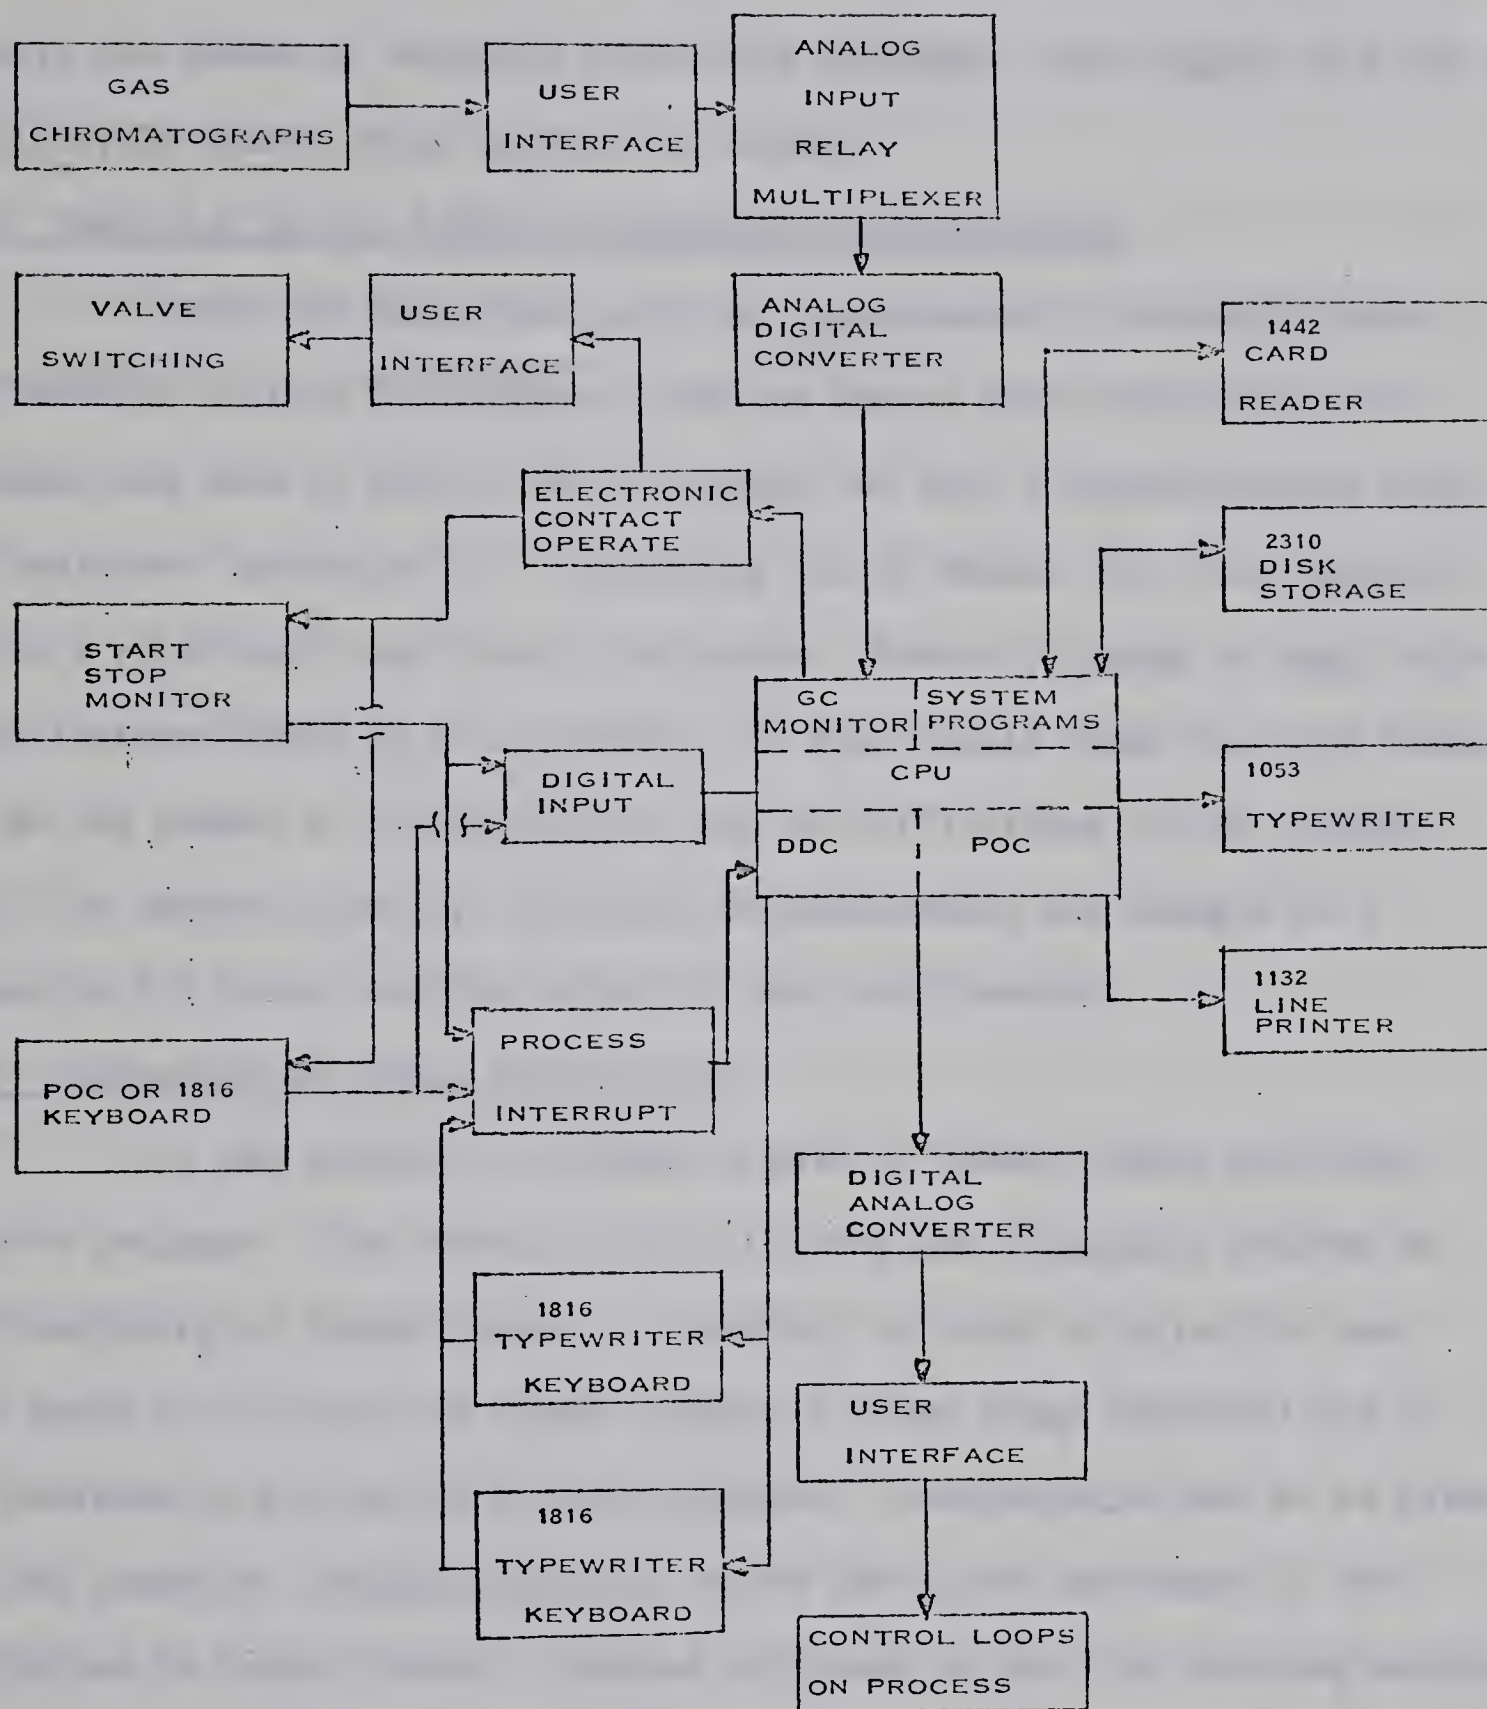 GAS
CHROMATOGRAPHS
USER
INTERFACE
ANALOG
INPUT
RELAY
MULTIPLEXER
VALVE
SWITCHING
USER
INTERFACE
ANALOG
DIGITAL
CONVERTER
1442
CARD
READER
ELECTRONIC
CONTACT
OPERATE
2310
DISK
STORAGE
START
STOP
MONITOR
GC
MONITOR
SYSTEM
PROGRAMS
CPU
DDC
POC
DIGITAL
INPUT
1053
TYPEWRITER
1132
LINE
PRINTER
PROCESS
INTERRUPT
POC OR 1816
KEYBOARD
DIGITAL
ANALOG
CONVERTER
1816
TYPEWRITER
KEYBOARD
USER
INTERFACE
1816
TYPEWRITER
KEYBOARD
CONTROL LOOPS
ON PROCESS